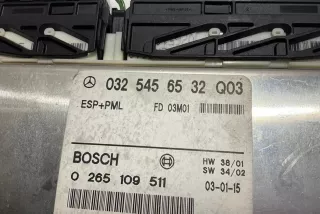 032 545 65 32 Q03
ESP+PML FD 03M01
BOSCH HW 38/01
SW 34/02
0 265 109 511 03-01-15